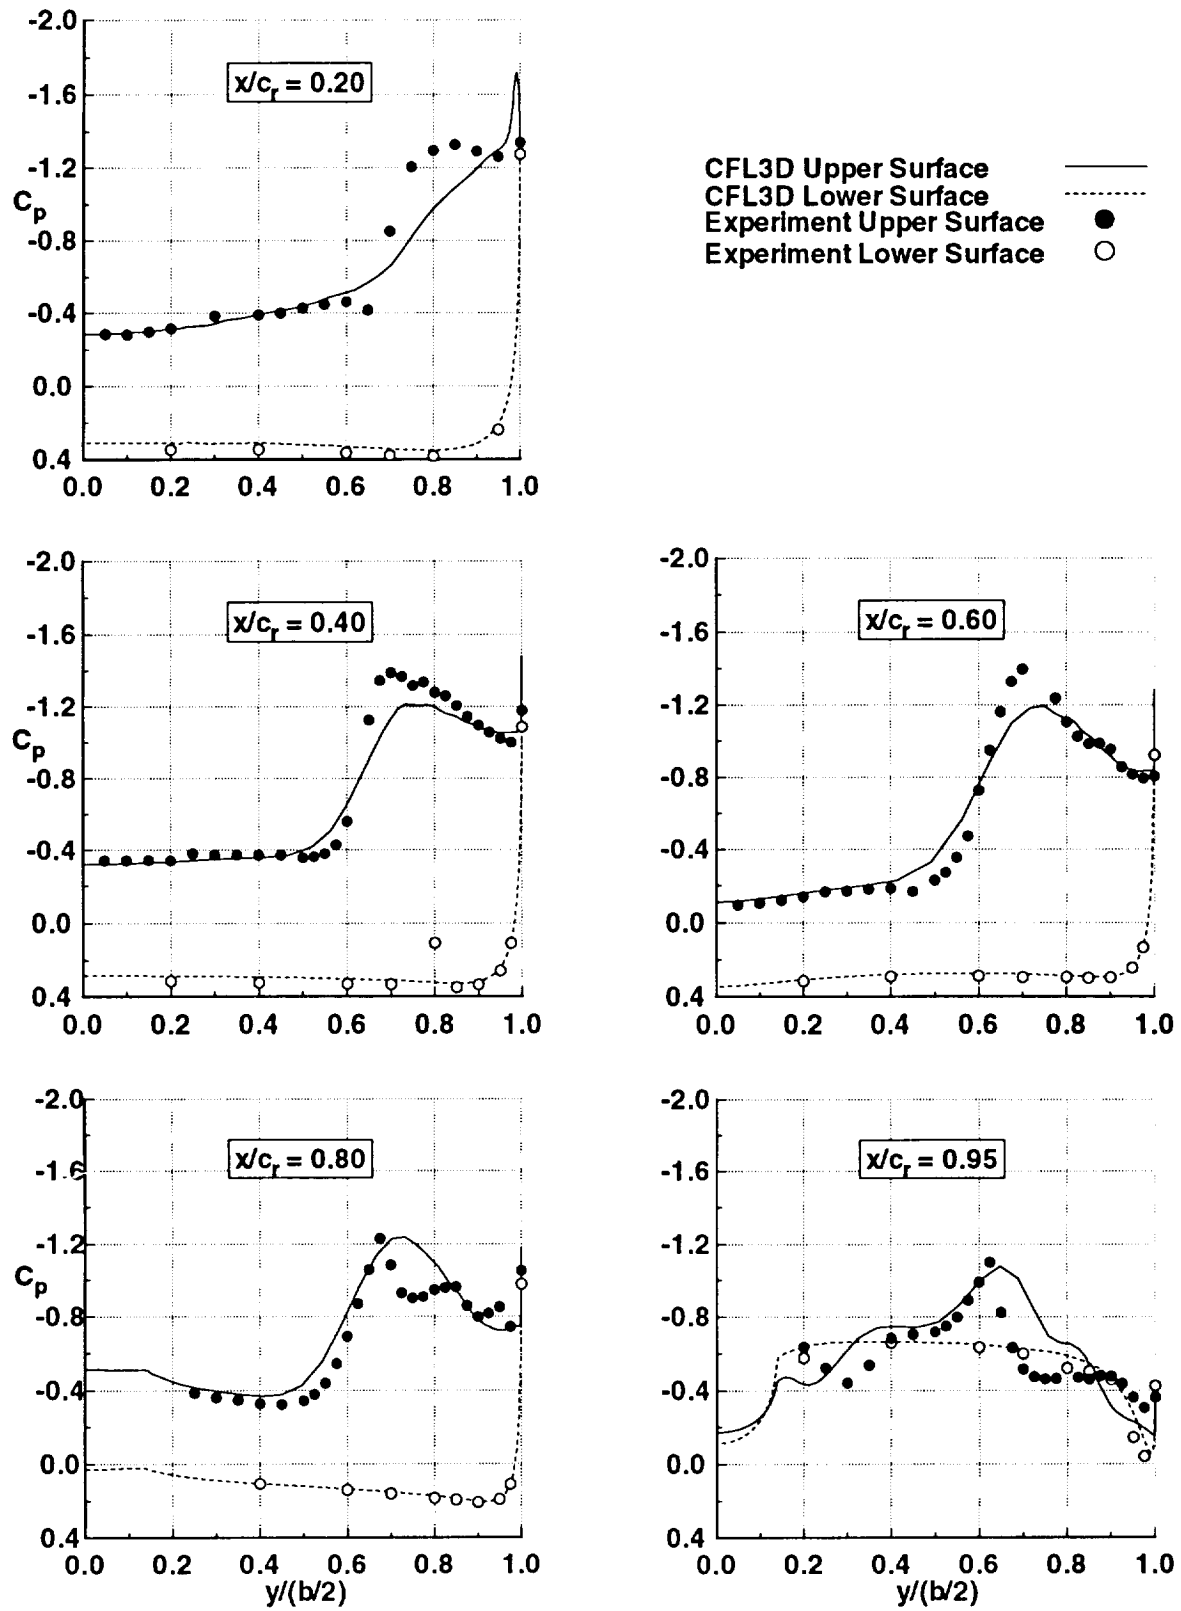 -2.0
-1.6
-1.2
-0.8
-0.4
0.0
0.4
Cp
x/cr = 0.20
0.0 0.2 0.4 0.6 0.8 1.0
CFL3D Upper Surface
CFL3D Lower Surface
Experiment Upper Surface
Experiment Lower Surface
-2.0
-1.6
-1.2
-0.8
-0.4
0.0
0.4
Cp
x/cr = 0.40
0.0 0.2 0.4 0.6 0.8 1.0
-2.0
-1.6
-1.2
-0.8
-0.4
0.0
0.4
x/cr = 0.60
0.0 0.2 0.4 0.6 0.8 1.0
-2.0
-1.6
-1.2
-0.8
-0.4
0.0
0.4
Cp
x/cr = 0.80
0.0 0.2 0.4 0.6 0.8 1.0
y/(b/2)
-2.0
-1.6
-1.2
-0.8
-0.4
0.0
0.4
x/cr = 0.95
0.0 0.2 0.4 0.6 0.8 1.0
y/(b/2)